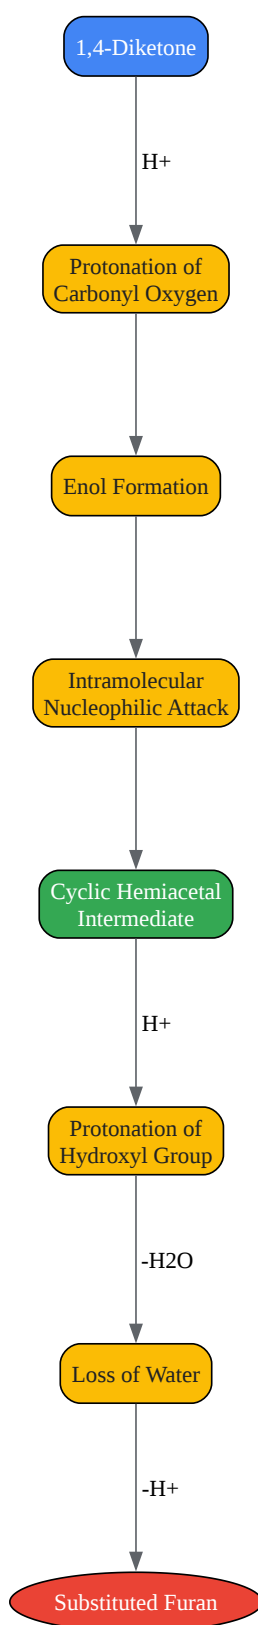 1,4-Diketone
H+
Protonation of
Carbonyl Oxygen
Enol Formation
Intramolecular
Nucleophilic Attack
Cyclic Hemiacetal
Intermediate
H+
Protonation of
Hydroxyl Group
-H2O
Loss of Water
-H+
Substituted Furan